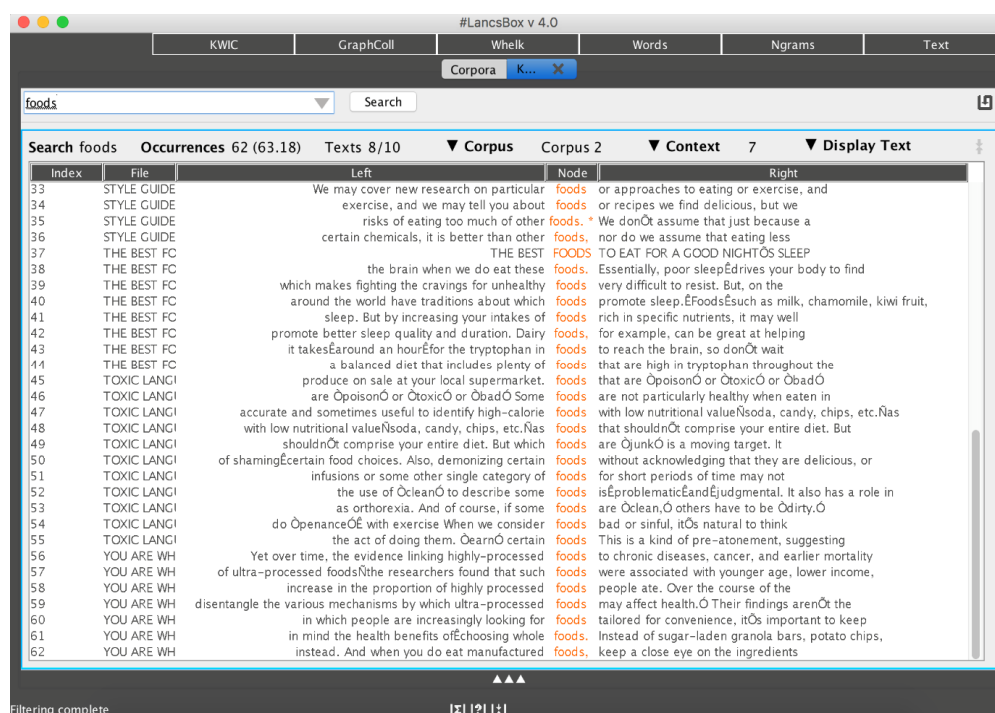 #LancsBox v 4.0
KWIC GraphColl Whelk Words Ngrams Text
Corpora K... ✕
foods Search
Search foods Occurrences 62 (63.18) Texts 8/10 ▼ Corpus Corpus 2 ▼ Context 7 ▼ Display Text
Index File Left Node Right
33 STYLE GUIDE We may cover new research on particular foods or approaches to eating or exercise, and
34 STYLE GUIDE exercise, and we may tell you about foods or recipes we find delicious, but we
35 STYLE GUIDE risks of eating too much of other foods. * We donÕt assume that just because a
36 STYLE GUIDE certain chemicals, it is better than other foods, nor do we assume that eating less
37 THE BEST FO THE BEST FOODS TO EAT FOR A GOOD NIGHTÕS SLEEP
38 THE BEST FO the brain when we do eat these foods. Essentially, poor sleepÊdrives your body to find
39 THE BEST FO which makes fighting the cravings for unhealthy foods very difficult to resist. But, on the
40 THE BEST FO around the world have traditions about which foods promote sleep.ÊFoodsÊsuch as milk, chamomile, kiwi fruit,
41 THE BEST FO sleep. But by increasing your intakes of foods rich in specific nutrients, it may well
42 THE BEST FO promote better sleep quality and duration. Dairy foods, for example, can be great at helping
43 THE BEST FO it takesÊaround an hourÊfor the tryptophan in foods to reach the brain, so donÕt wait
44 THE BEST FO a balanced diet that includes plenty of foods that are high in tryptophan throughout the
45 TOXIC LANGU produce on sale at your local supermarket. foods that are ÒpoisonÓ or ÒtoxicÓ or ÒbadÓ
46 TOXIC LANGU are ÒpoisonÓ or ÒtoxicÓ or ÒbadÓ Some foods are not particularly healthy when eaten in
47 TOXIC LANGU accurate and sometimes useful to identify high-calorie foods with low nutritional valueÑsoda, candy, chips, etc.Ñas
48 TOXIC LANGU with low nutritional valueÑsoda, candy, chips, etc.Ñas foods that shouldnÕt comprise your entire diet. But
49 TOXIC LANGU shouldnÕt comprise your entire diet. But which foods are ÒjunkÓ is a moving target. It
50 TOXIC LANGU of shamingÊcertain food choices. Also, demonizing certain foods without acknowledging that they are delicious, or
51 TOXIC LANGU infusions or some other single category of foods for short periods of time may not
52 TOXIC LANGU the use of ÒcleanÓ to describe some foods isÊproblematicÊandÊjudgmental. It also has a role in
53 TOXIC LANGU as orthorexia. And of course, if some foods are Òclean,Ó others have to be Òdirty.Ó
54 TOXIC LANGU do ÒpenanceÓÊ with exercise When we consider foods bad or sinful, itÕs natural to think
55 TOXIC LANGU the act of doing them. ÒearnÓ certain foods This is a kind of pre-atonement, suggesting
56 YOU ARE WH Yet over time, the evidence linking highly-processed foods to chronic diseases, cancer, and earlier mortality
57 YOU ARE WH of ultra-processed foodsÑthe researchers found that such foods were associated with younger age, lower income,
58 YOU ARE WH increase in the proportion of highly processed foods people ate. Over the course of the
59 YOU ARE WH disentangle the various mechanisms by which ultra-processed foods may affect health.Ó Their findings arenÕt the
60 YOU ARE WH in which people are increasingly looking for foods tailored for convenience, itÕs important to keep
61 YOU ARE WH in mind the health benefits ofÊchoosing whole foods. Instead of sugar-laden granola bars, potato chips,
62 YOU ARE WH instead. And when you do eat manufactured foods, keep a close eye on the ingredients
▲▲▲
Filtering complete